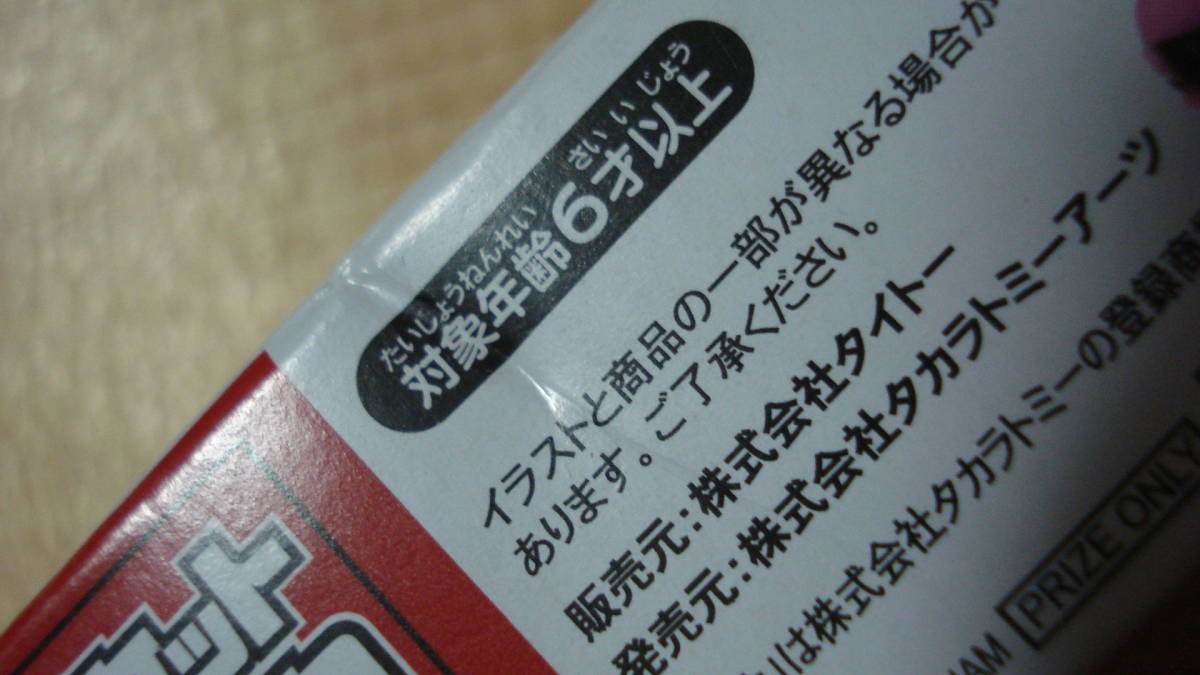 たいしょうねんれい さい いじょう
対象年齢6才以上
イラストと商品の一部が異なる場合が
あります。ご了承ください。
販売元:株式会社タイトー
発売元:株式会社タカラトミーアーツ
は株式会社タカラトミーの登録商
PRIZE ONLY